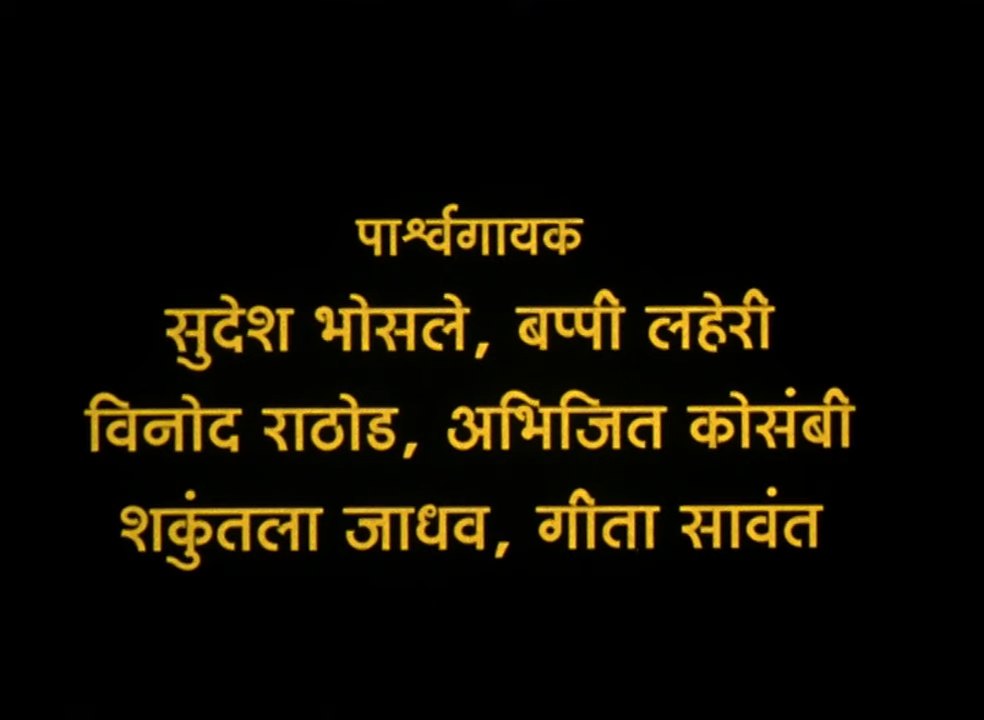 पार्श्वगायक
सुदेश भोसले, बप्पी लहेरी
विनोद राठोड, अभिजित कोसंबी
शकुंतला जाधव, गीता सावंत